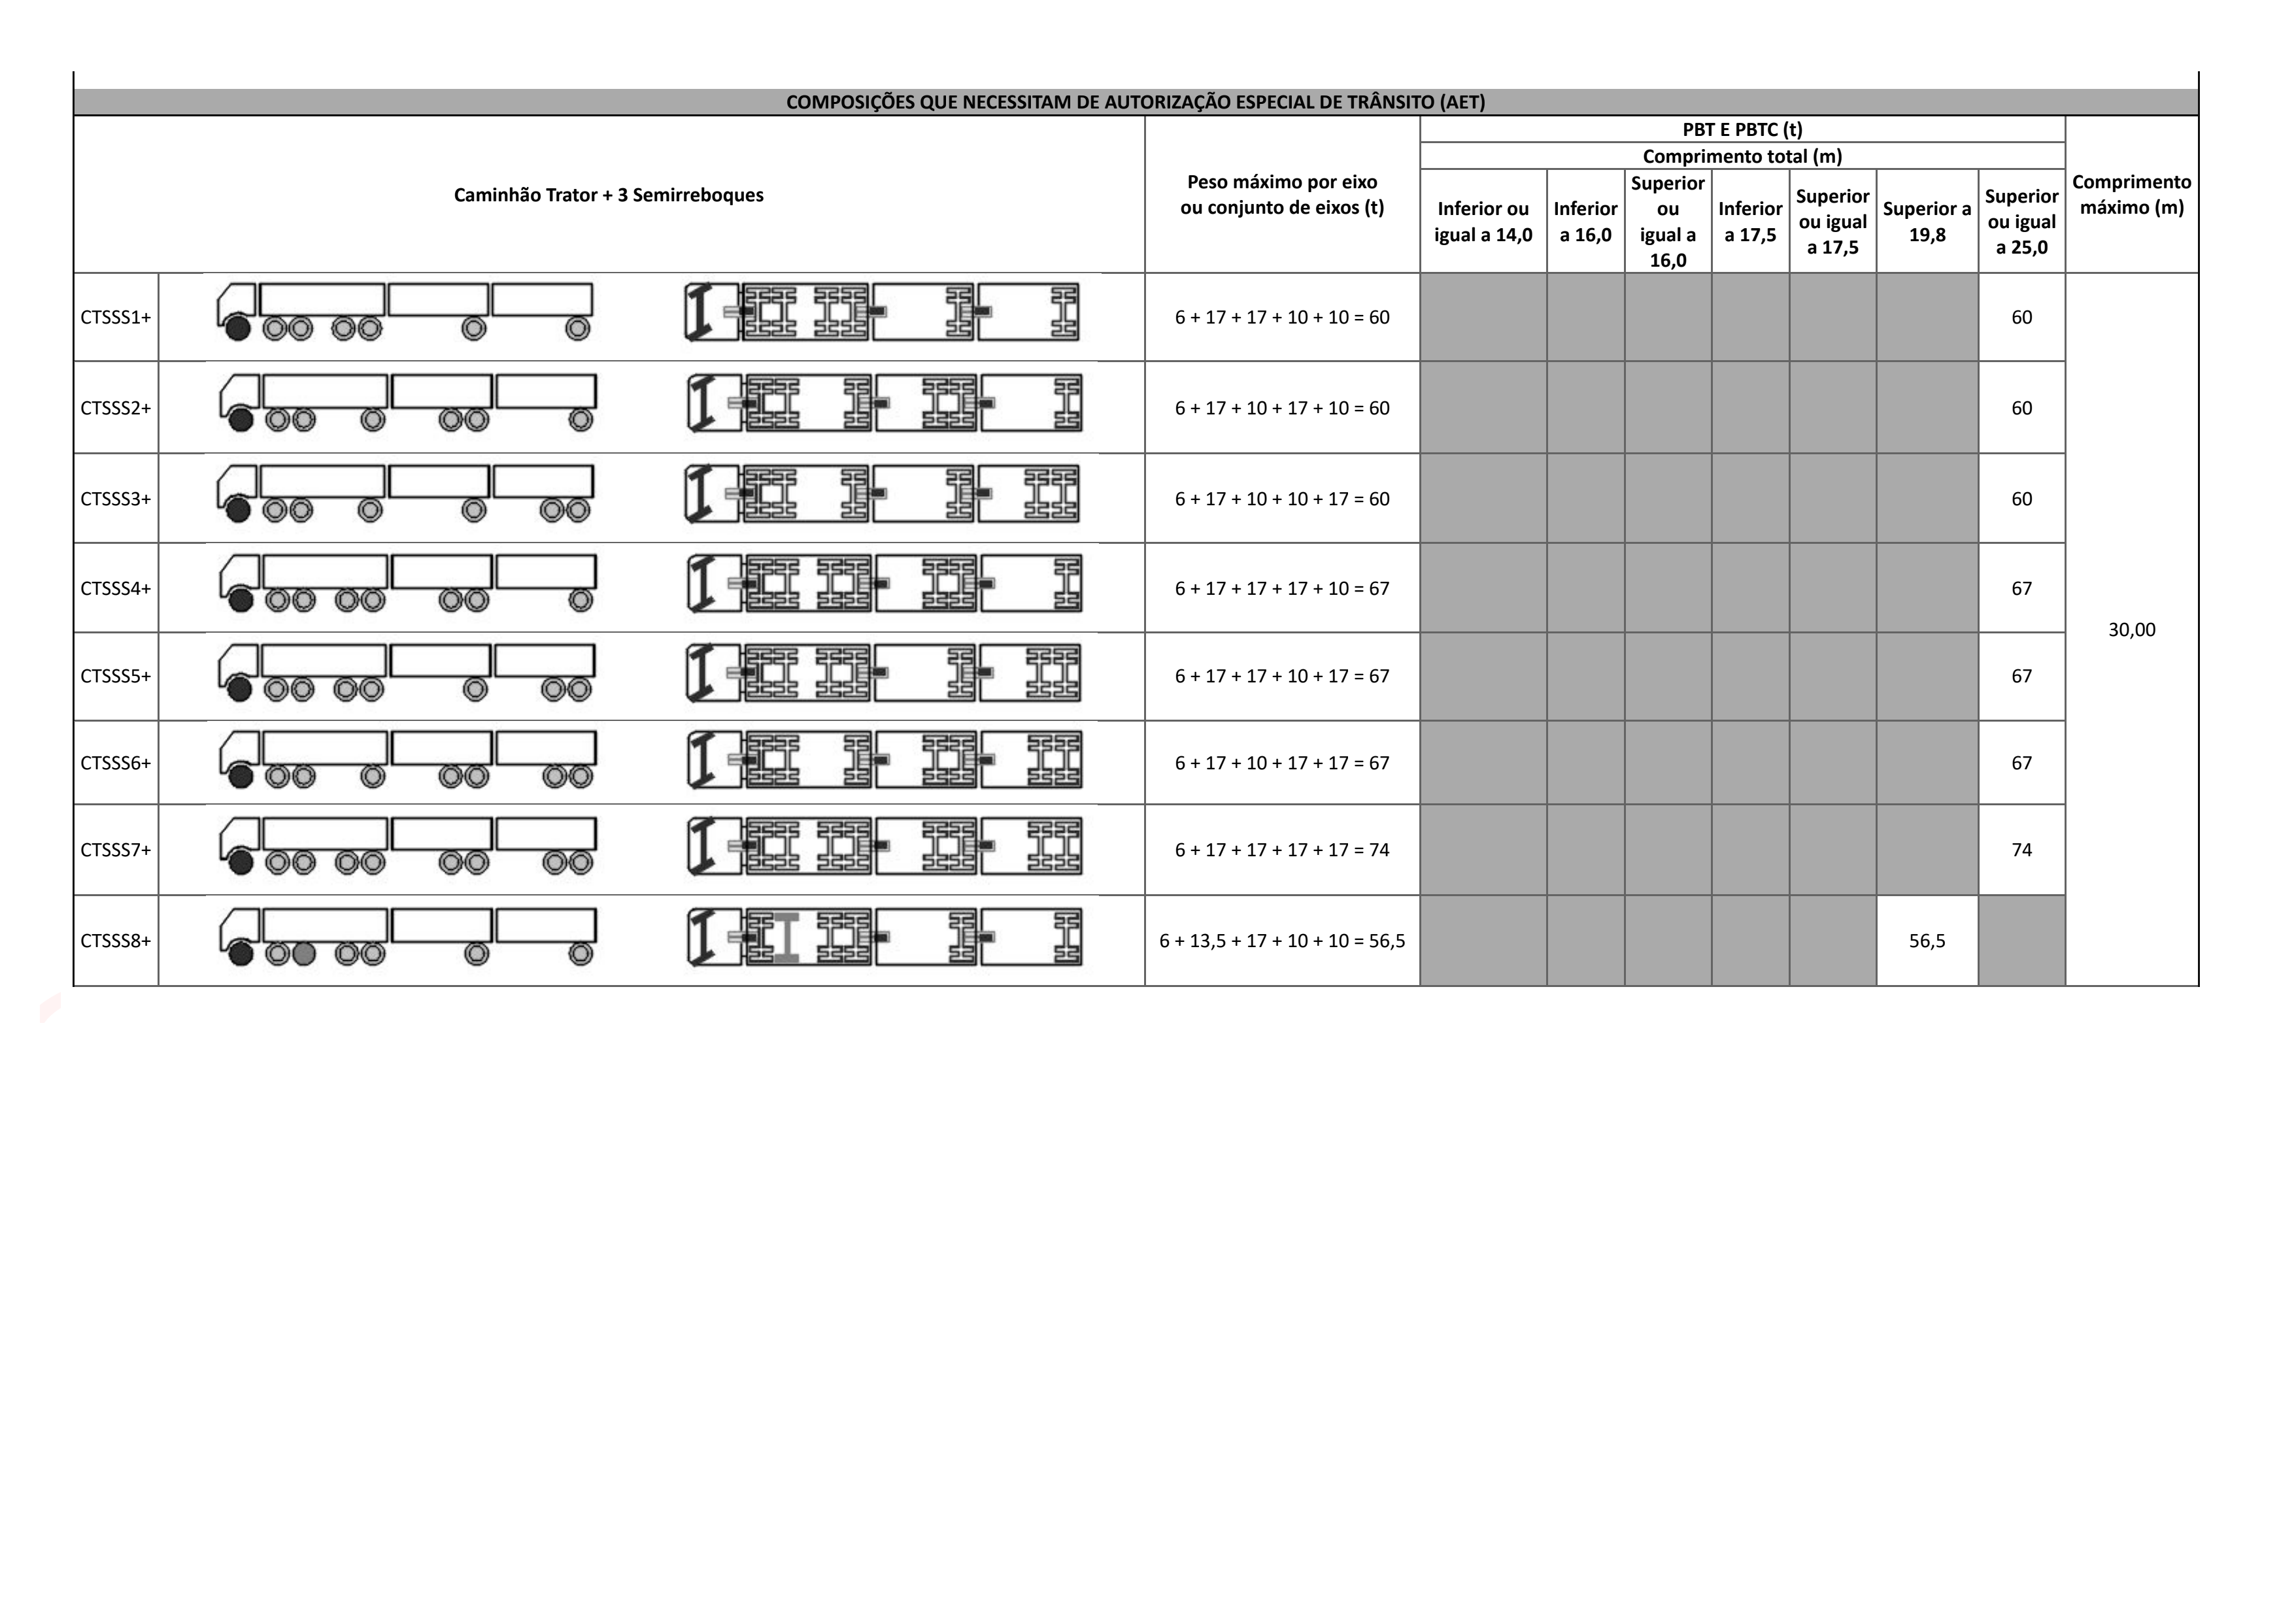 COMPOSIÇÕES QUE NECESSITAM DE AUTORIZAÇÃO ESPECIAL DE TRÂNSITO (AET)
Caminhão Trator + 3 Semirreboques
Peso máximo por eixo
ou conjunto de eixos (t)
PBT E PBTC (t)
Comprimento total (m)
Inferior ou
igual a 14,0
Inferior
a 16,0
Superior
ou
igual a
16,0
Inferior
a 17,5
Superior
ou igual
a 17,5
Superior a
19,8
Superior
ou igual
a 25,0
Comprimento
máximo (m)
CTSSS1+
6 + 17 + 17 + 10 + 10 = 60
60
CTSSS2+
6 + 17 + 10 + 17 + 10 = 60
60
CTSSS3+
6 + 17 + 10 + 10 + 17 = 60
60
CTSSS4+
6 + 17 + 17 + 17 + 10 = 67
67
30,00
CTSSS5+
6 + 17 + 17 + 10 + 17 = 67
67
CTSSS6+
6 + 17 + 10 + 17 + 17 = 67
67
CTSSS7+
6 + 17 + 17 + 17 + 17 = 74
74
CTSSS8+
6 + 13,5 + 17 + 10 + 10 = 56,5
56,5